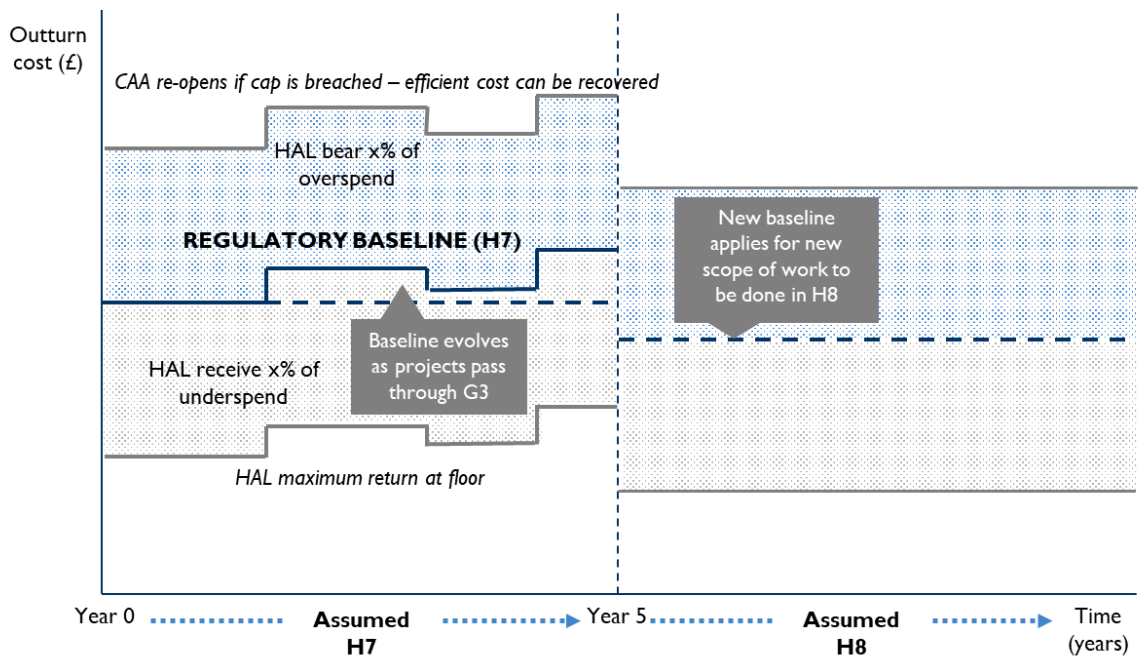 Outturn
cost (£)
CAA re-opens if cap is breached – efficient cost can be recovered
HAL bear x% of
overspend
REGULATORY BASELINE (H7)
New baseline
applies for new
scope of work to
be done in H8
Baseline evolves
as projects pass
through G3
HAL receive x% of
underspend
HAL maximum return at floor
Year 0
Assumed
H7
Year 5
Assumed
H8
Time
(years)